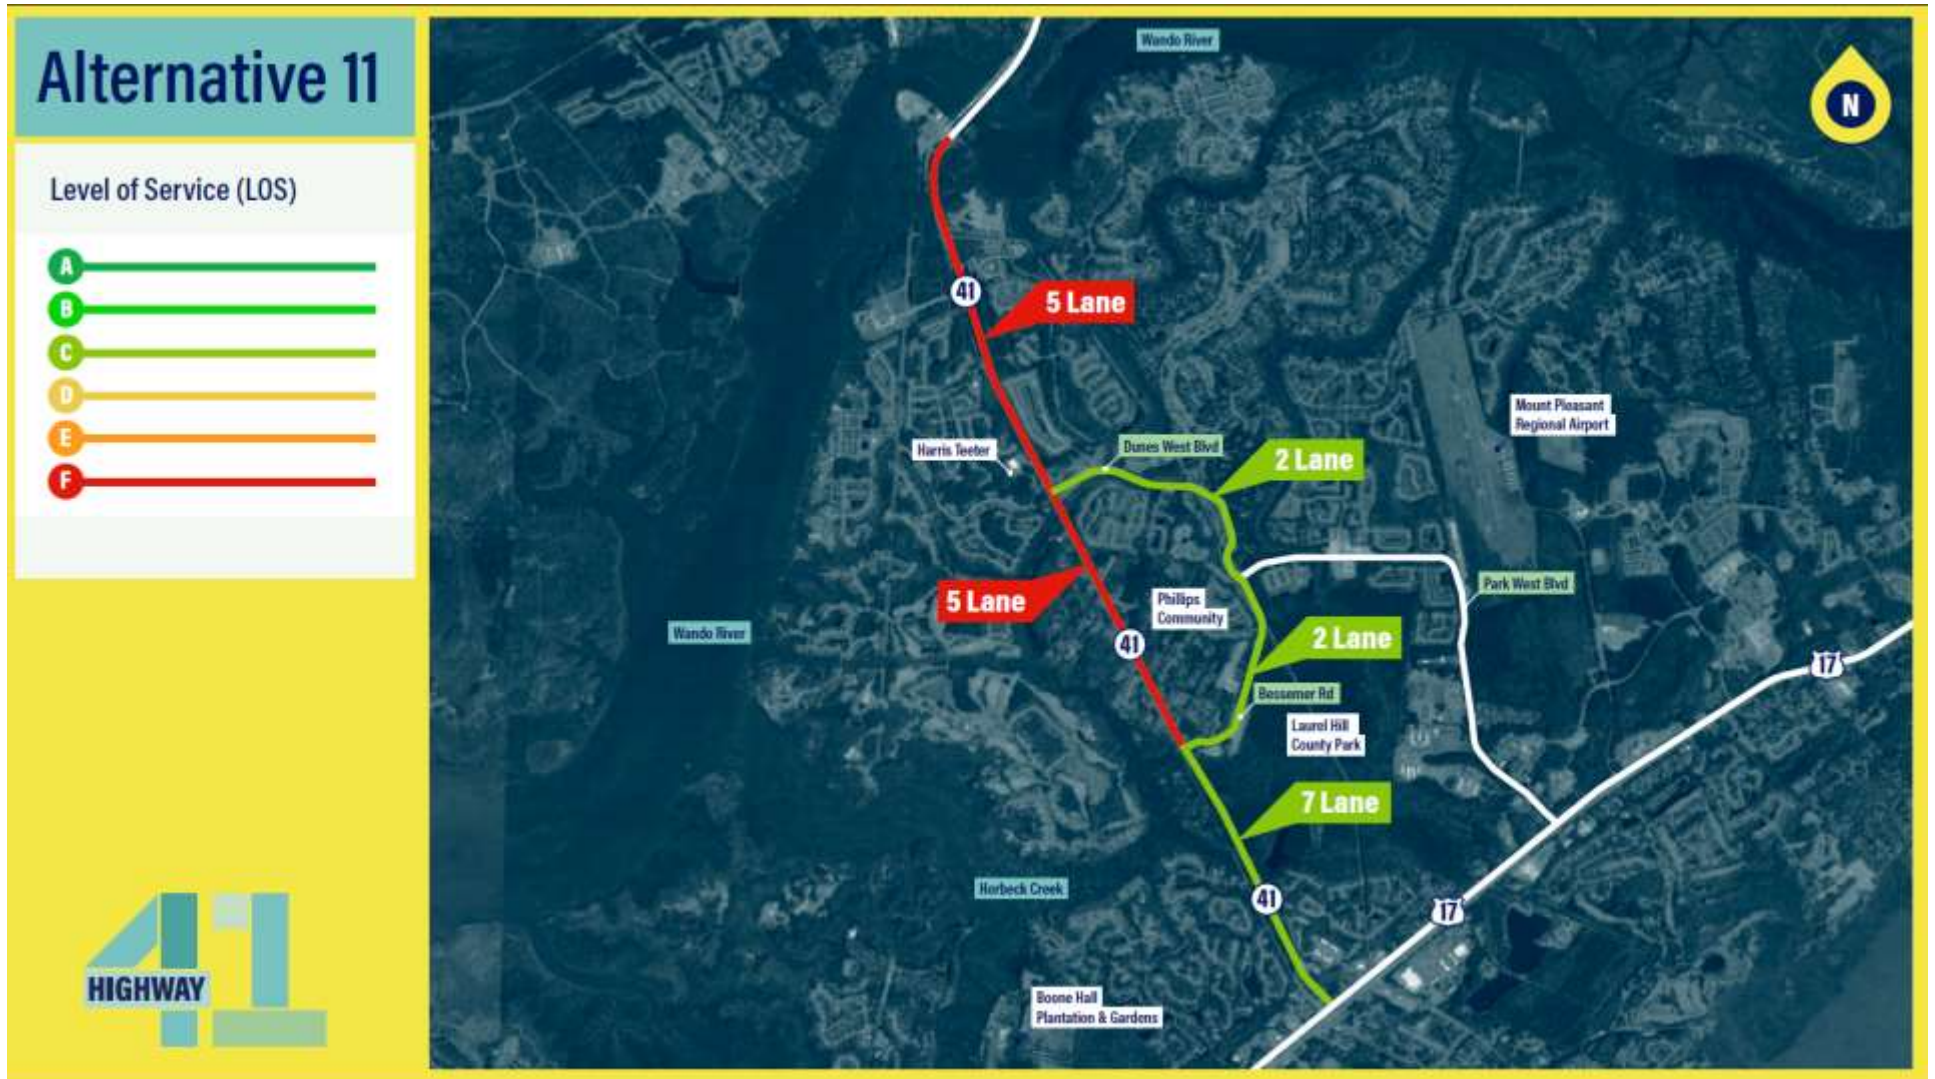 Alternative 11
Level of Service (LOS)
A
B
C
D
E
F
HIGHWAY
41
Wando River
N
41
5 Lane
Mount Pleasant
Regional Airport
Harris Teeter
Dunes West Blvd
2 Lane
5 Lane
Phillips
Community
Park West Blvd
Wando River
41
2 Lane
17
Bessemer Rd
Laurel Hill
County Park
7 Lane
Horbeck Creek
41
17
Boone Hall
Plantation & Gardens